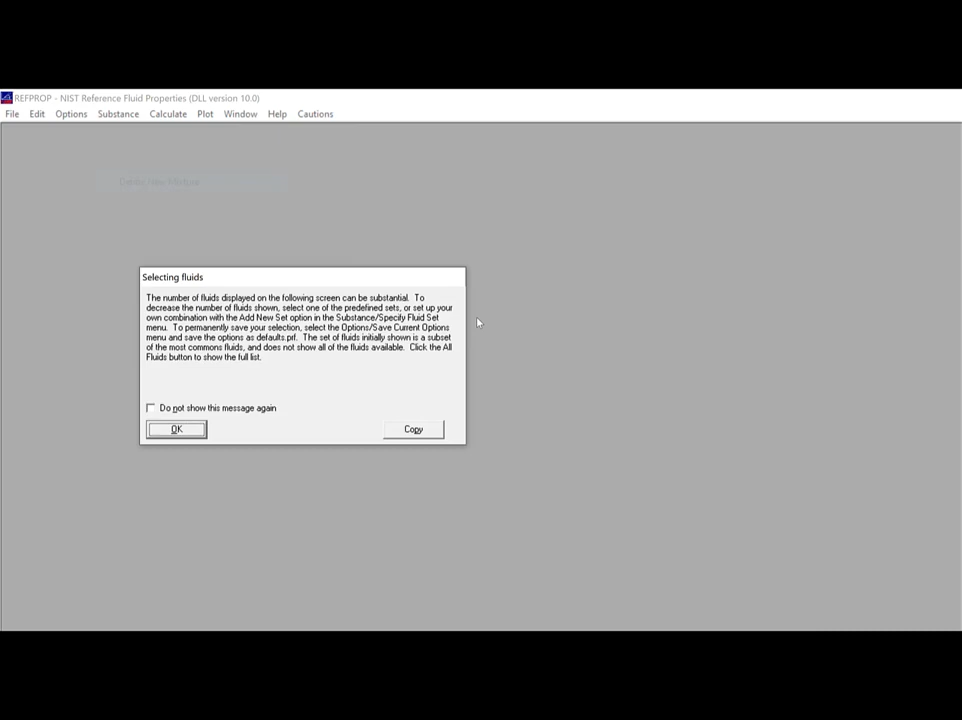 REFPROP - NIST Reference Fluid Properties (DLL version 10.0)
File Edit Options Substance Calculate Plot Window Help Cautions
Define New Mixture
Selecting fluids
The number of fluids displayed on the following screen can be substantial. To
decrease the number of fluids shown, select one of the predefined sets, or set up your
own combination with the Add New Set option in the Substance/Specify Fluid Set
menu. To permanently save your selection, select the Options/Save Current Options
menu and save the options as defaults.prf. The set of fluids initially shown is a subset
of the most commons fluids, and does not show all of the fluids available. Click the All
Fluids button to show the full list.
Do not show this message again
OK Copy